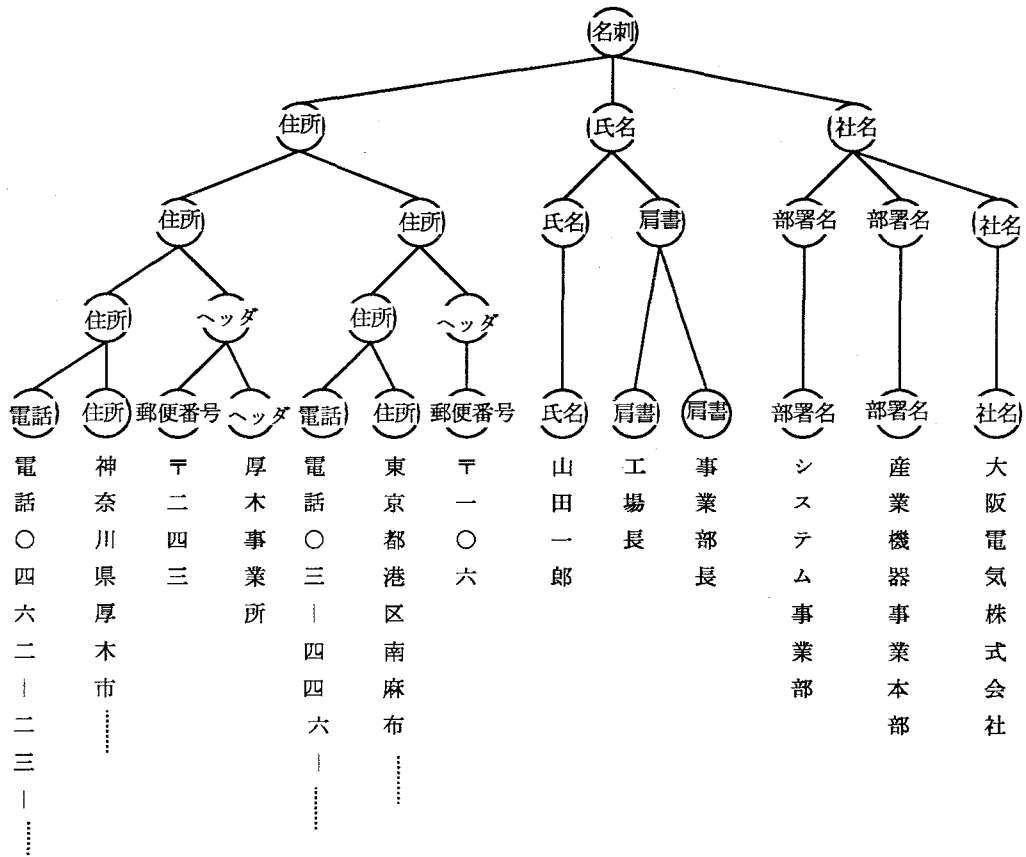 名刺
住所
氏名
社名
住所
住所
氏名
肩書
部署名
部署名
社名
住所
ヘッダ
住所
ヘッダ
電話
住所
郵便番号
ヘッダ
電話
住所
郵便番号
氏名
肩書
肩書
部署名
部署名
社名
電話〇四六二ー二三ー……
神奈川県厚木市……
〒二四三
厚木事業所
電話〇三ー四四六ー……
東京都港区南麻布……
〒一〇六
山田一郎
工場長
事業部長
システム事業部
産業機器事業本部
大阪電気株式会社